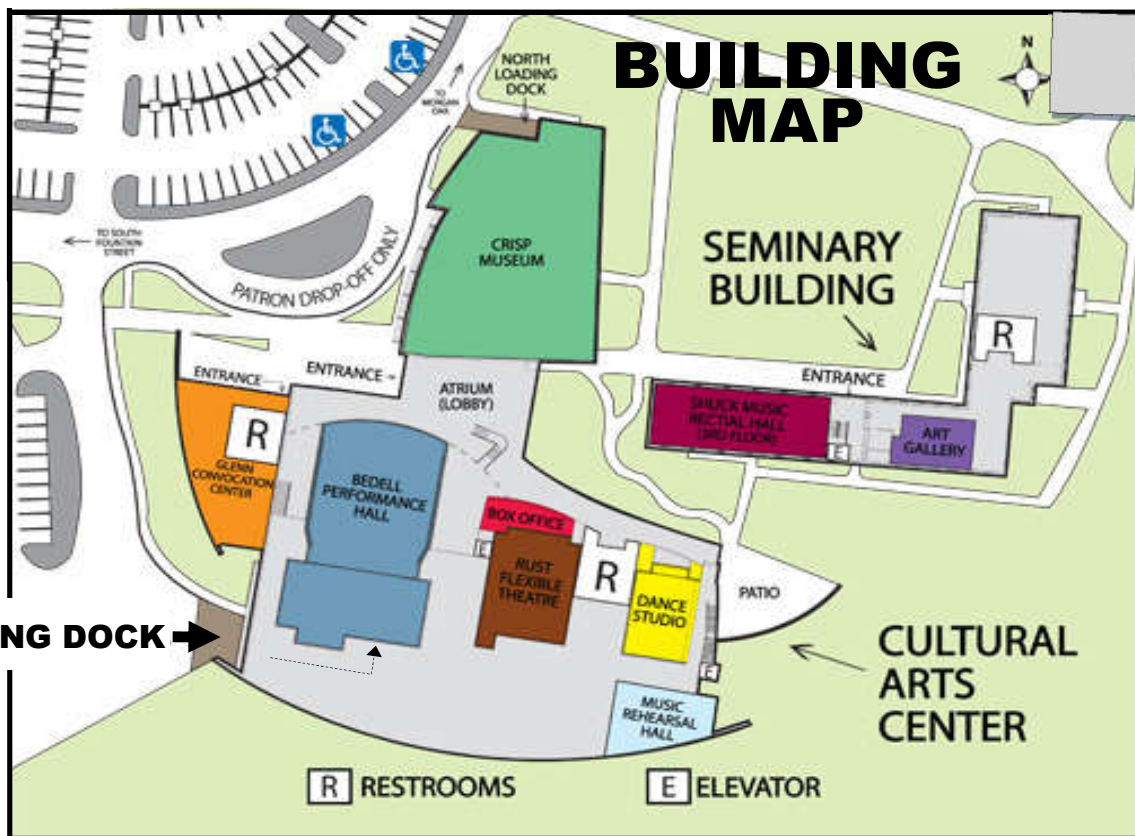 BUILDING
MAP
N
NORTH
LOADING
DOCK
TO
MORGAN
OAK
TO SOUTH
FOUNTAIN
STREET
PATRON DROP-OFF ONLY
CRISP
MUSEUM
SEMINARY
BUILDING
R
ENTRANCE
ENTRANCE
ENTRANCE
ATRIUM
(LOBBY)
SHUCK MUSIC
RECTIAL HALL
(3RD FLOOR)
E
ART
GALLERY
R
GLENN
CONVOCATION
CENTER
BEDELL
PERFORMANCE
HALL
BOX OFFICE
E
RUST
FLEXIBLE
THEATRE
R
DANCE
STUDIO
PATIO
NG DOCK
E
CULTURAL
ARTS
CENTER
MUSIC
REHEARSAL
HALL
R RESTROOMS
E ELEVATOR